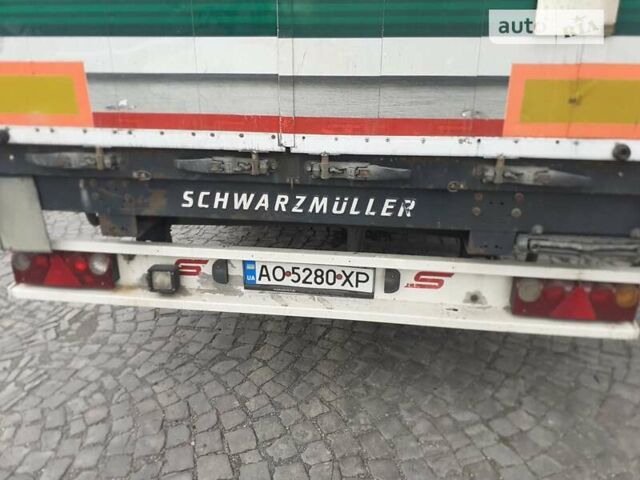 auto
SCHWARZMÜLLER
UA AO 5280 XP